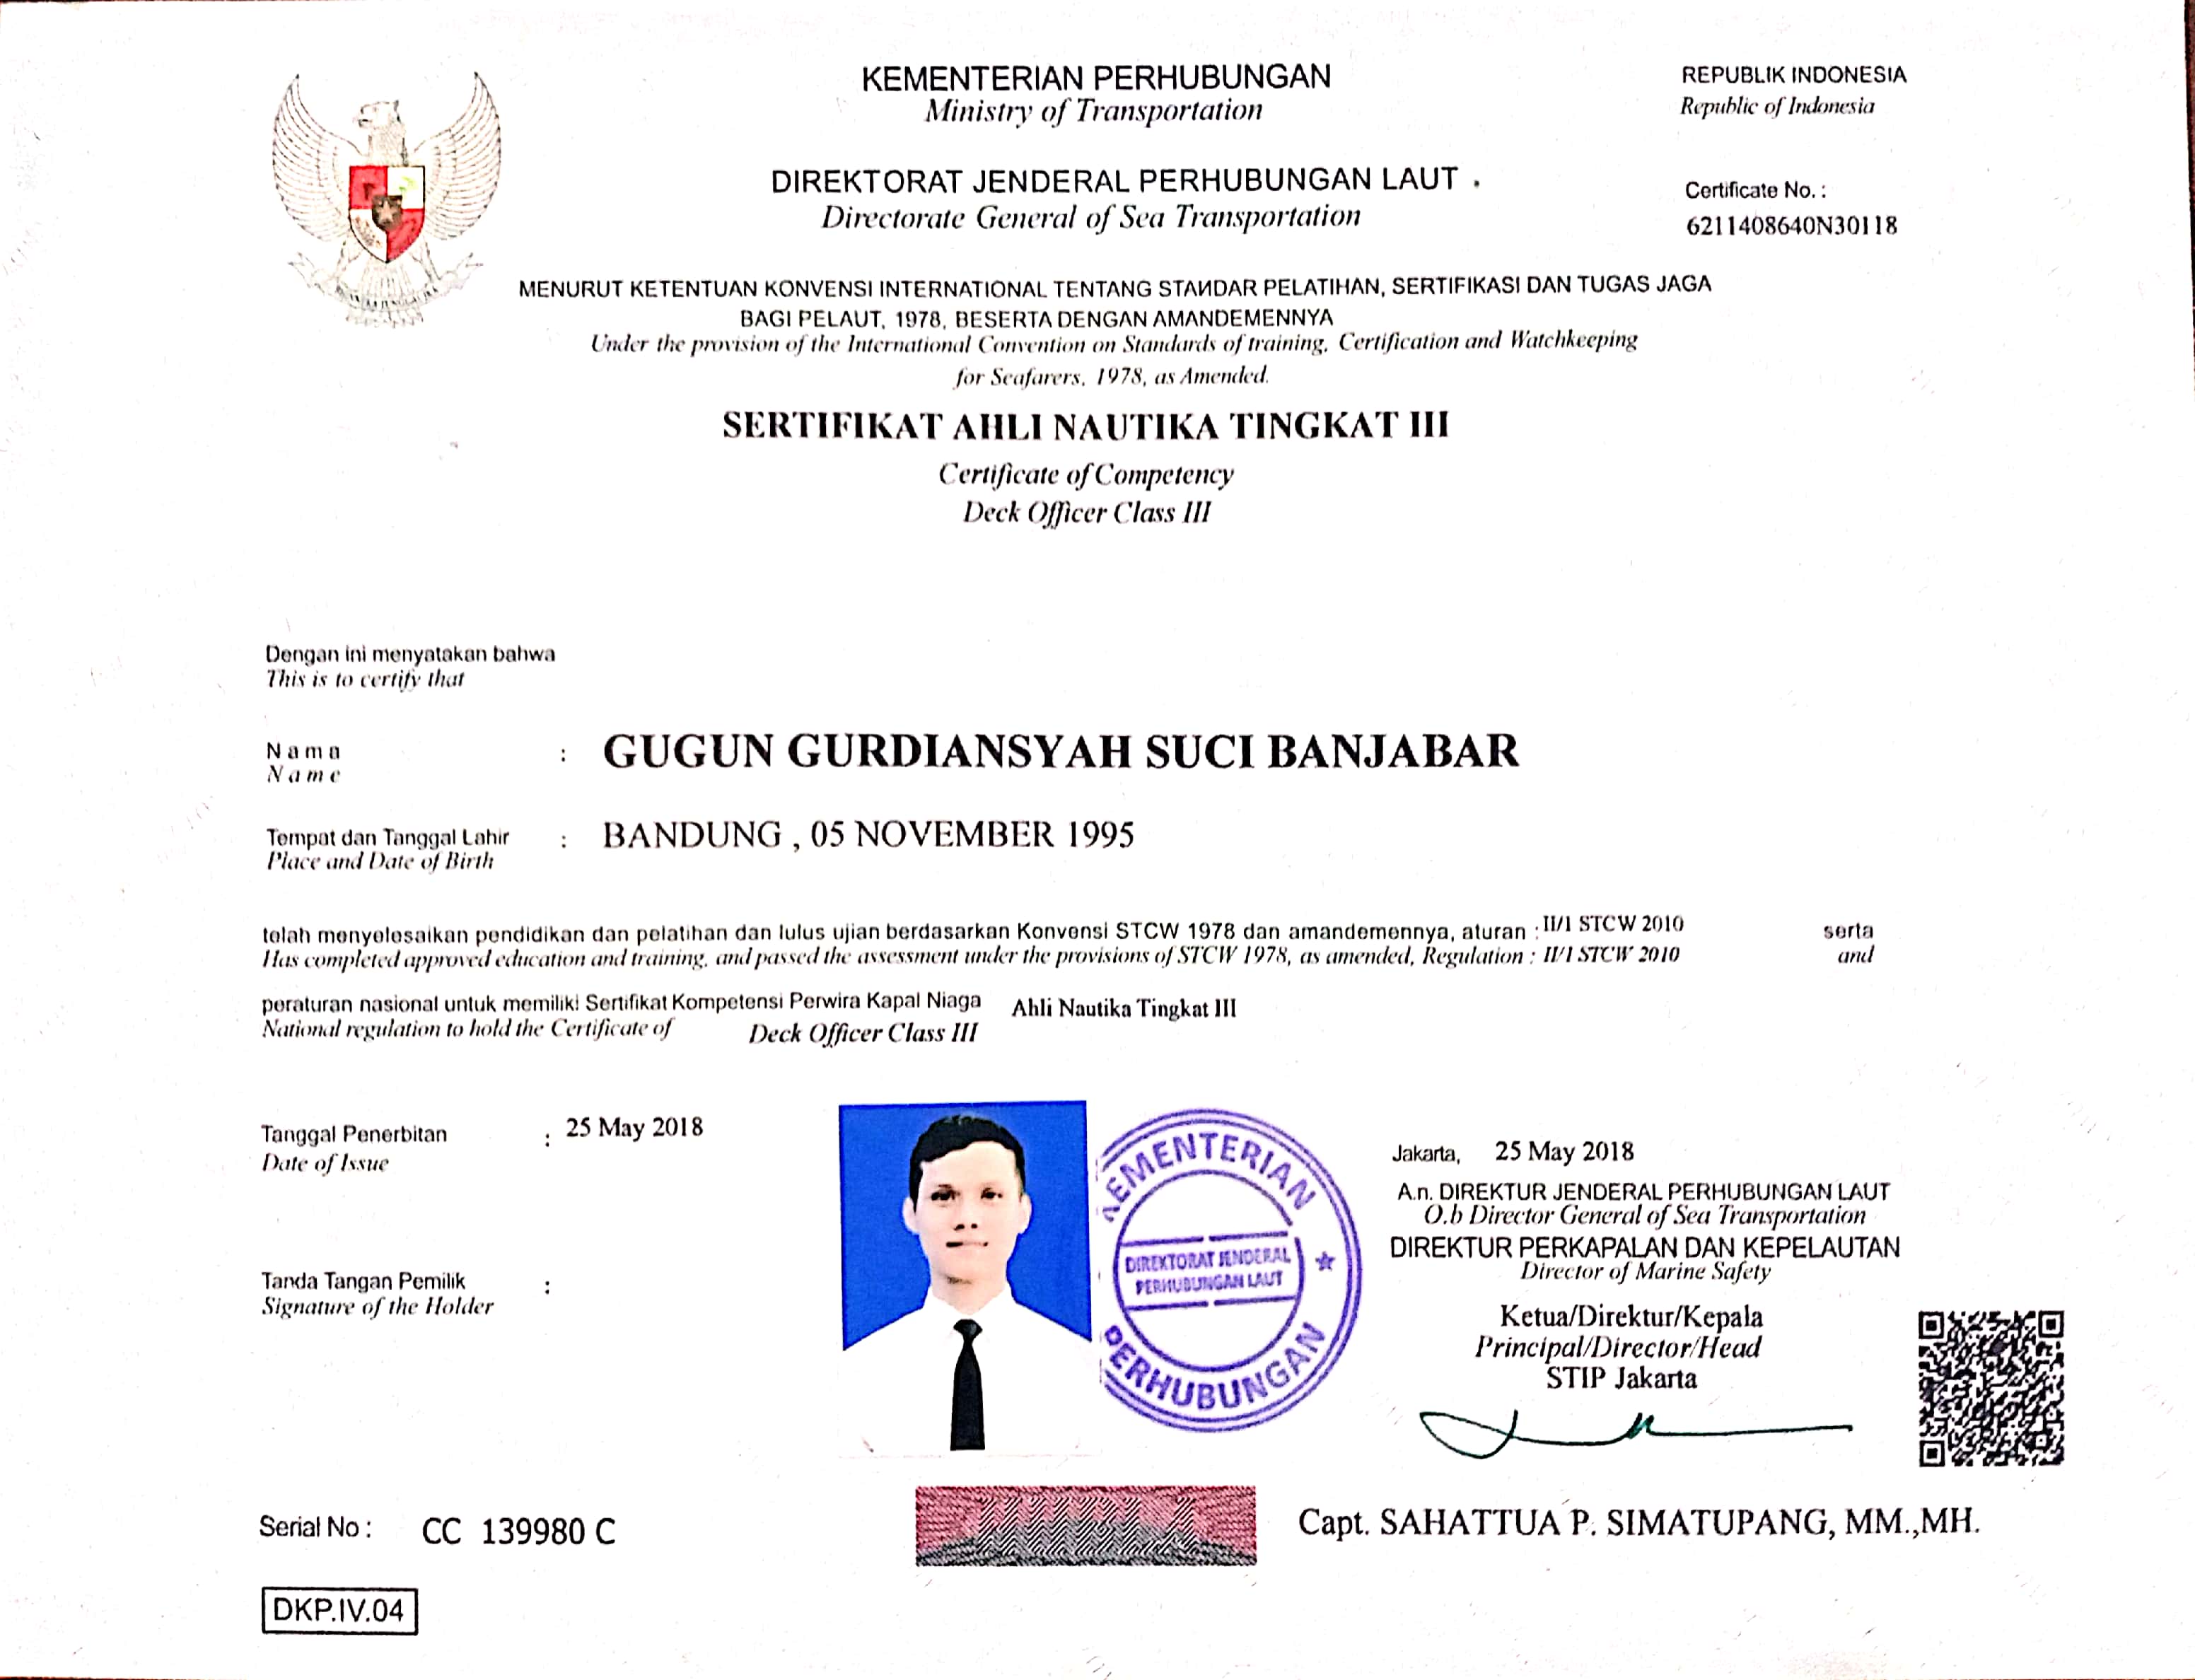 KEMENTERIAN PERHUBUNGAN
Ministry of Transportation
REPUBLIK INDONESIA
Republic of Indonesia
DIREKTORAT JENDERAL PERHUBUNGAN LAUT .
Directorate General of Sea Transportation
Certificate No. :
6211408640N30118
MENURUT KETENTUAN KONVENSI INTERNATIONAL TENTANG STANDAR PELATIHAN, SERTIFIKASI DAN TUGAS JAGA
BAGI PELAUT, 1978, BESERTA DENGAN AMANDEMENNYA
Under the provision of the International Convention on Standards of training, Certification and Watchkeeping
for Seafarers, 1978, as Amended.
SERTIFIKAT AHLI NAUTIKA TINGKAT III
Certificate of Competency
Deck Officer Class III
Dengan ini menyatakan bahwa
This is to certify that
Nama : GUGUN GURDIANSYAH SUCI BANJABAR
Name
Tempat dan Tanggal Lahir : BANDUNG , 05 NOVEMBER 1995
Place and Date of Birth
telah menyelesaikan pendidikan dan pelatihan dan lulus ujian berdasarkan Konvensi STCW 1978 dan amandemennya, aturan : II/1 STCW 2010 serta
Has completed approved education and training, and passed the assessment under the provisions of STCW 1978, as amended, Regulation : II/1 STCW 2010 and
peraturan nasional untuk memiliki Sertifikat Kompetensi Perwira Kapal Niaga Ahli Nautika Tingkat III
National regulation to hold the Certificate of Deck Officer Class III
Tanggal Penerbitan : 25 May 2018
Date of Issue
Tanda Tangan Pemilik :
Signature of the Holder
KEMENTERIAN
DIREKTORAT JENDERAL
PERHUBUNGAN LAUT
PERHUBUNGAN
Jakarta, 25 May 2018
A.n. DIREKTUR JENDERAL PERHUBUNGAN LAUT
O.b Director General of Sea Transportation
DIREKTUR PERKAPALAN DAN KEPELAUTAN
Director of Marine Safety
Ketua/Direktur/Kepala
Principal/Director/Head
STIP Jakarta
Capt. SAHATTUA P. SIMATUPANG, MM.,MH.
Serial No : CC 139980 C
DKP.IV.04